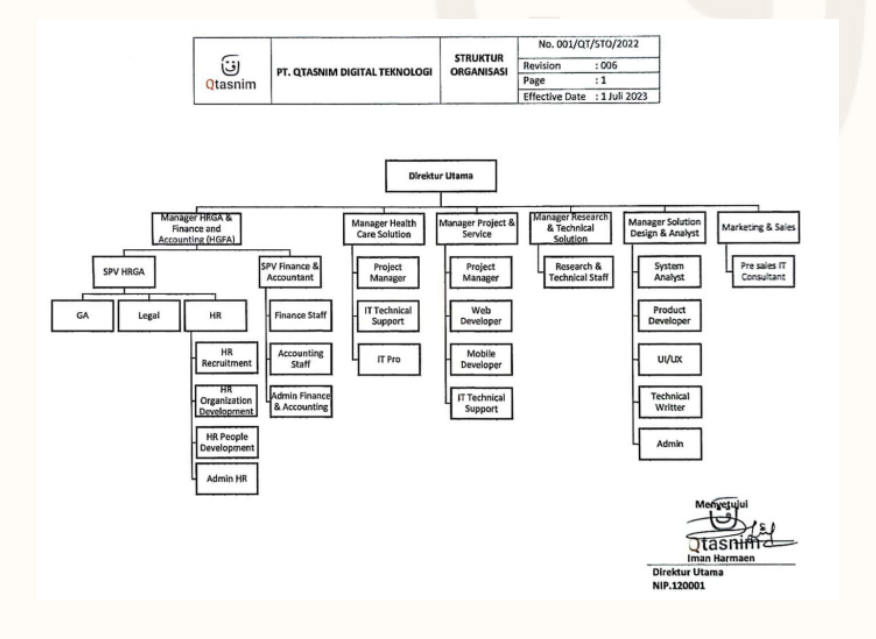 Qtasnim
PT. QTASNIM DIGITAL TEKNOLOGI
STRUKTUR
ORGANISASI
No. 001/QT/STO/2022
Revision : 006
Page : 1
Effective Date : 1 Juli 2023
Direktur Utama
Manager HRGA &
Finance and
Accounting (HGFA)
Manager Health
Care Solution
Manager Project &
Service
Manager Research
& Technical
Solution
Manager Solution
Design & Analyst
Marketing & Sales
SPV HRGA
SPV Finance &
Accountant
Project
Manager
Project
Manager
Research &
Technical Staff
System
Analyst
Pre sales IT
Consultant
GA
Legal
HR
Finance Staff
IT Technical
Support
Web
Developer
Product
Developer
HR
Recruitment
Accounting
Staff
IT Pro
Mobile
Developer
UI/UX
HR
Organization
Development
Admin Finance
& Accounting
IT Technical
Support
Technical
Writter
HR People
Development
Admin
Admin HR
Menyetujui
Qtasnim
Iman Harmaen
Direktur Utama
NIP.120001